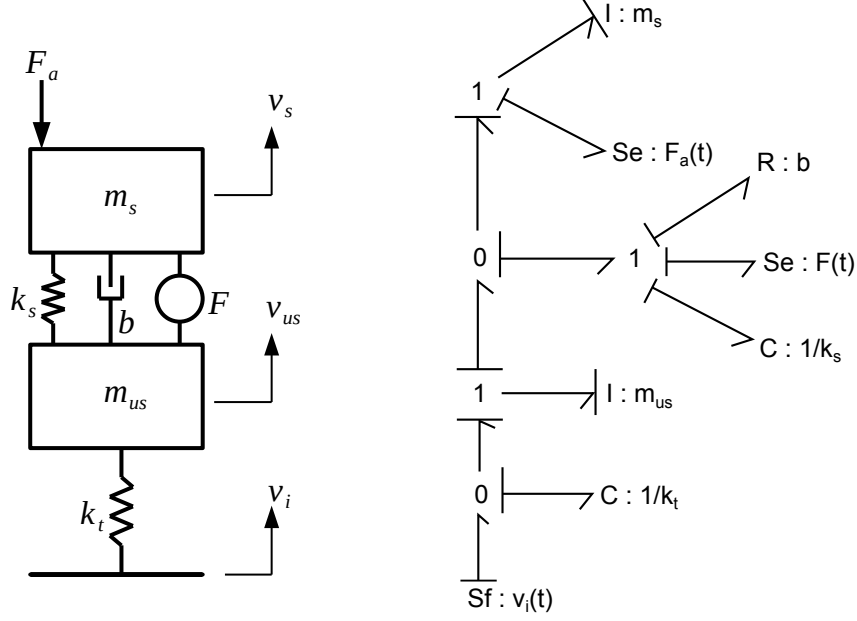 F_a
v_s
m_s
k_s
b
F
v_us
m_us
k_t
v_i
I : m_s
1
Se : F_a(t)
R : b
0
1
Se : F(t)
C : 1/k_s
1
I : m_us
0
C : 1/k_t
Sf : v_i(t)